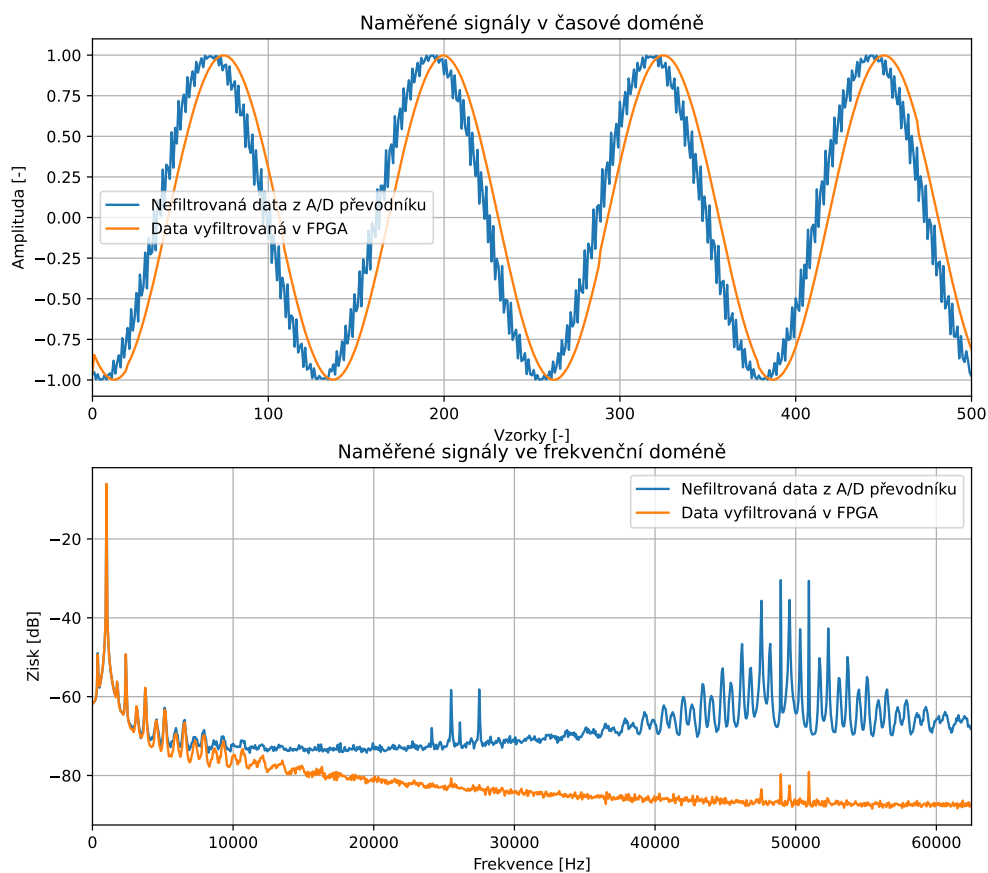 Naměřené signály v časové doméně
Amplituda [-]
1.00
0.75
0.50
0.25
0.00
−0.25
−0.50
−0.75
−1.00
Nefiltrovaná data z A/D převodníku
Data vyfiltrovaná v FPGA
0 100 200 300 400 500
Vzorky [-]
Naměřené signály ve frekvenční doméně
Zisk [dB]
−20
−40
−60
−80
Nefiltrovaná data z A/D převodníku
Data vyfiltrovaná v FPGA
0 10000 20000 30000 40000 50000 60000
Frekvence [Hz]